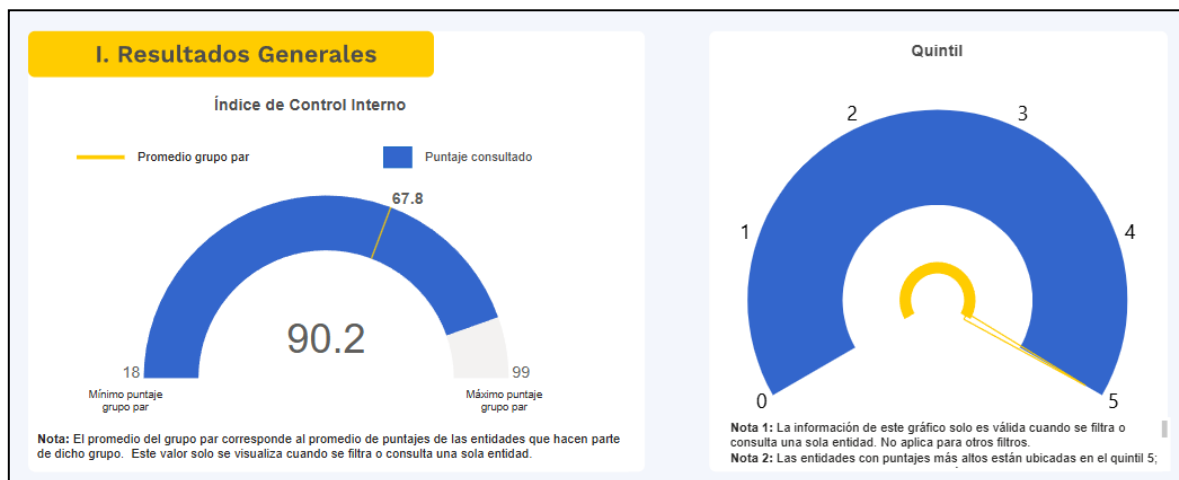 I. Resultados Generales
Índice de Control Interno
Promedio grupo par
Puntaje consultado
67.8
90.2
18
99
Mínimo puntaje
grupo par
Máximo puntaje
grupo par
Nota: El promedio del grupo par corresponde al promedio de puntajes de las entidades que hacen parte
de dicho grupo. Este valor solo se visualiza cuando se filtra o consulta una sola entidad.
Quintil
2
3
1
4
0
5
Nota 1: La información de este gráfico solo es válida cuando se filtra o
consulta una sola entidad. No aplica para otros filtros.
Nota 2: Las entidades con puntajes más altos están ubicadas en el quintil 5;